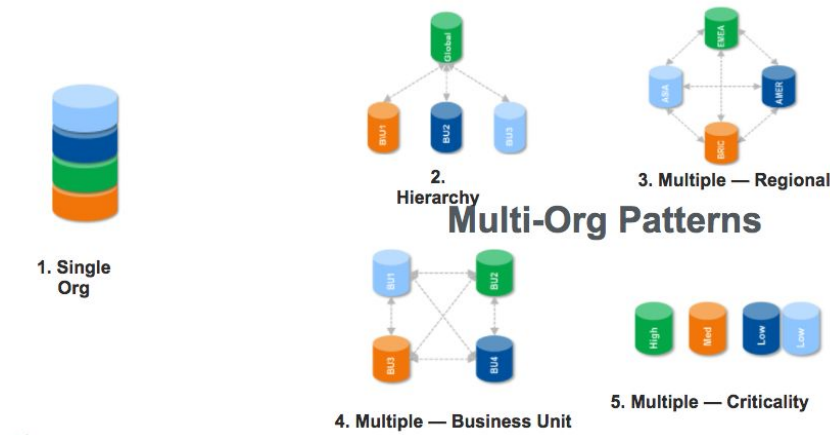 Global
BIU1
BU2
BU3
2.
Hierarchy
EMEA
ASIA
AMER
BRIC
3. Multiple — Regional
Multi-Org Patterns
1. Single
Org
BU1
BU2
BU3
BU4
4. Multiple — Business Unit
High
Med
Low
Low
5. Multiple — Criticality